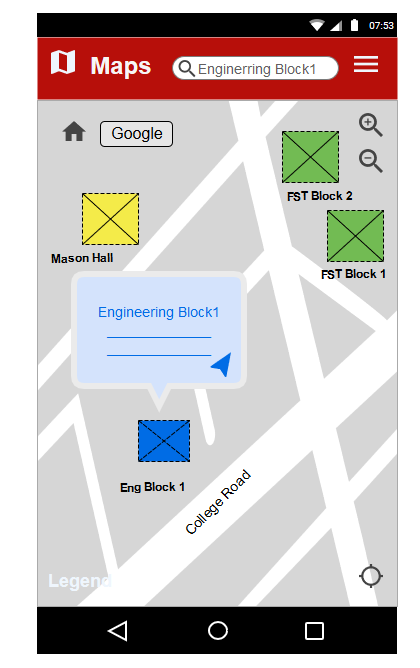 07:53
Maps
Enginerring Block1
Google
FST Block 2
Mason Hall
FST Block 1
Engineering Block1
Eng Block 1
College Road
Legend